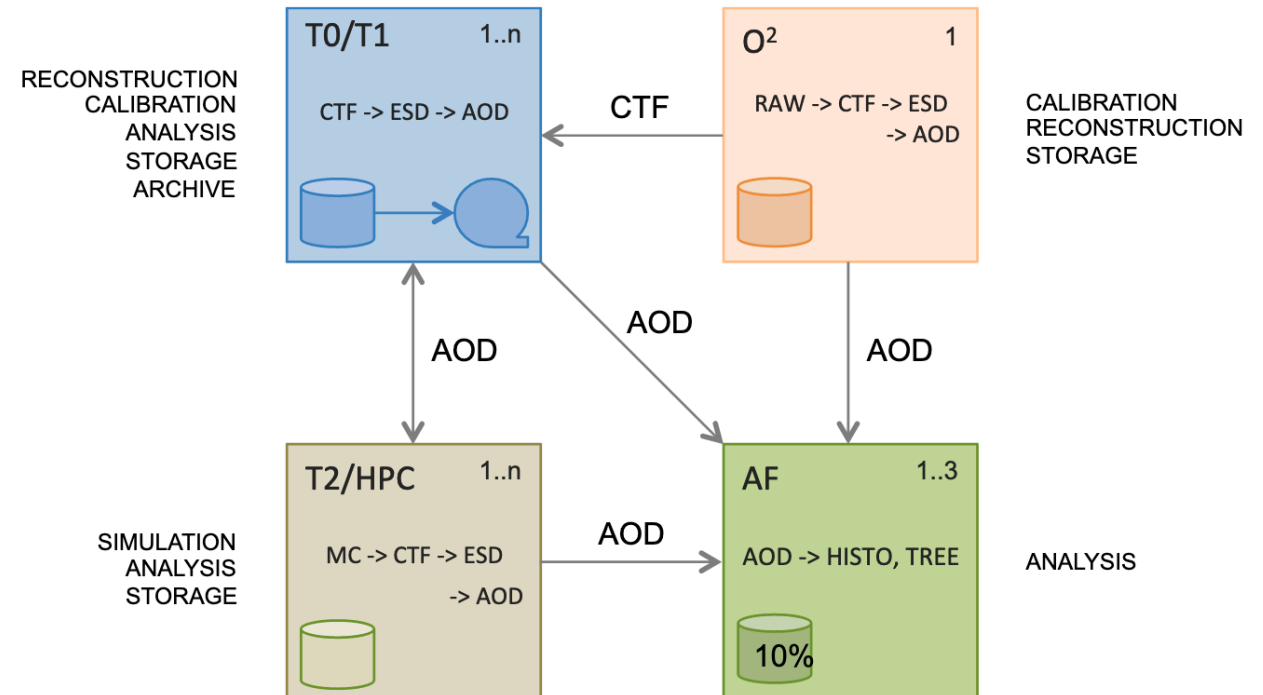 T0/T1
1..n
RECONSTRUCTION
CALIBRATION
ANALYSIS
STORAGE
ARCHIVE
CTF -> ESD -> AOD
CTF
O²
1
RAW -> CTF -> ESD
-> AOD
CALIBRATION
RECONSTRUCTION
STORAGE
AOD
AOD
AOD
T2/HPC
1..n
SIMULATION
ANALYSIS
STORAGE
MC -> CTF -> ESD
-> AOD
AOD
AF
1..3
AOD -> HISTO, TREE
10%
ANALYSIS